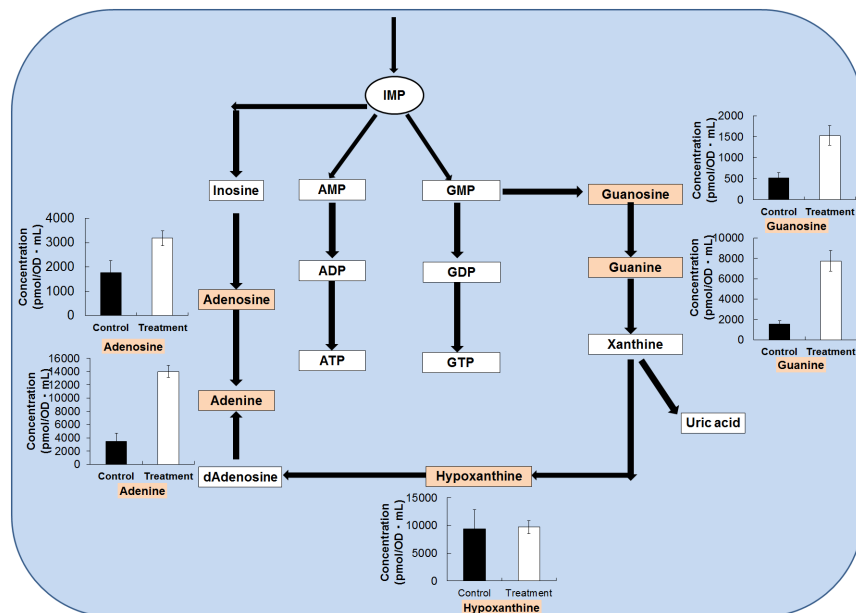 IMP
Inosine
AMP
GMP
Guanosine
ADP
GDP
Guanine
Adenosine
ATP
GTP
Xanthine
Adenine
Uric acid
dAdenosine
Hypoxanthine
Concentration
(pmol/OD・mL)
4000
3000
2000
1000
0
Control Treatment
Adenosine
Concentration
(pmol/OD・mL)
16000
14000
12000
10000
8000
6000
4000
2000
0
Control Treatment
Adenine
Concentration
(pmol/OD・mL)
2000
1500
1000
500
0
Control Treatment
Guanosine
Concentration
(pmol/OD・mL)
10000
8000
6000
4000
2000
0
Control Treatment
Guanine
Concentration
(pmol/OD・mL)
15000
10000
5000
0
Control Treatment
Hypoxanthine